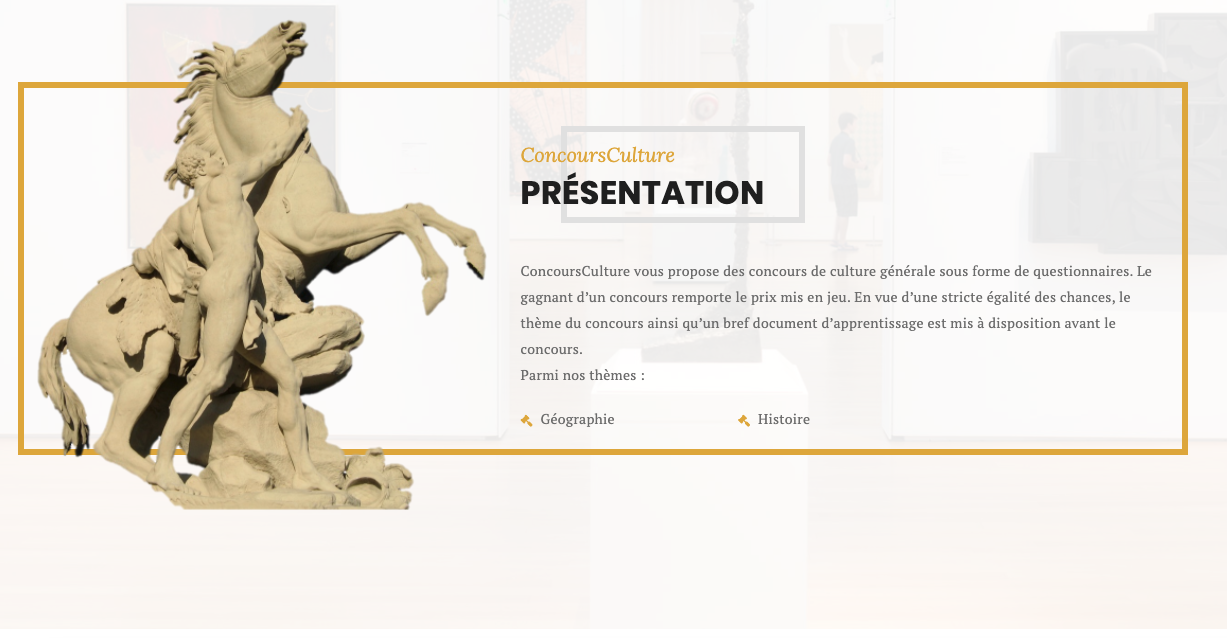 ConcoursCulture
PRÉSENTATION
ConcoursCulture vous propose des concours de culture générale sous forme de questionnaires. Le
gagnant d’un concours remporte le prix mis en jeu. En vue d’une stricte égalité des chances, le
thème du concours ainsi qu’un bref document d’apprentissage est mis à disposition avant le
concours.
Parmi nos thèmes :
Géographie
Histoire